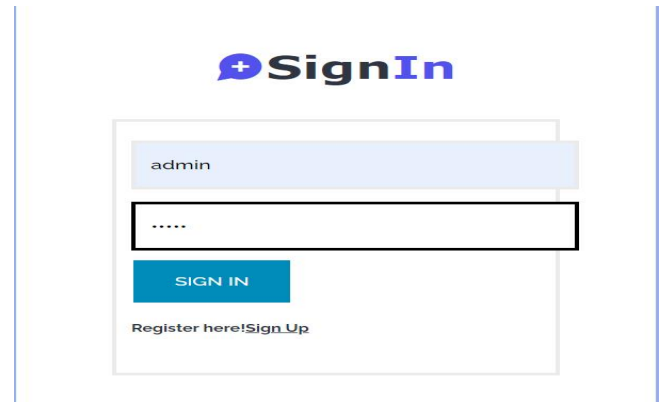 SignIn
admin
.....
SIGN IN
Register here!Sign Up